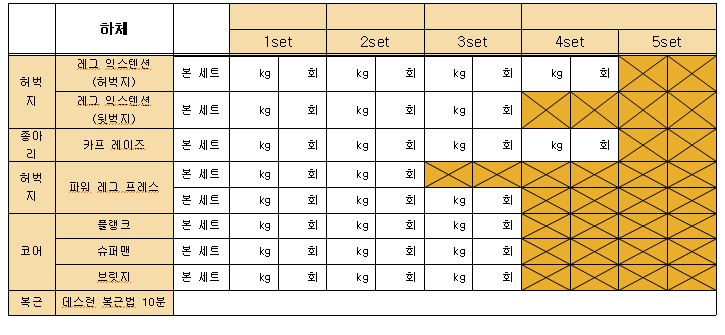 하체
1set 2set 3set 4set 5set
허벅지 레그 익스텐션 (허벅지) 본 세트 kg 회 kg 회 kg 회 kg 회
레그 익스텐션 (뒷벅지) 본 세트 kg 회 kg 회 kg 회
종아리 카프 레이즈 본 세트 kg 회 kg 회 kg 회 kg 회
허벅지 파워 레그 프레스 본 세트 kg 회 kg 회
본 세트 kg 회 kg 회 kg 회
코어 플랭크 본 세트 kg 회 kg 회 kg 회
슈퍼맨 본 세트 kg 회 kg 회 kg 회
브릿지 본 세트 kg 회 kg 회 kg 회
복근 데스런 복근법 10분